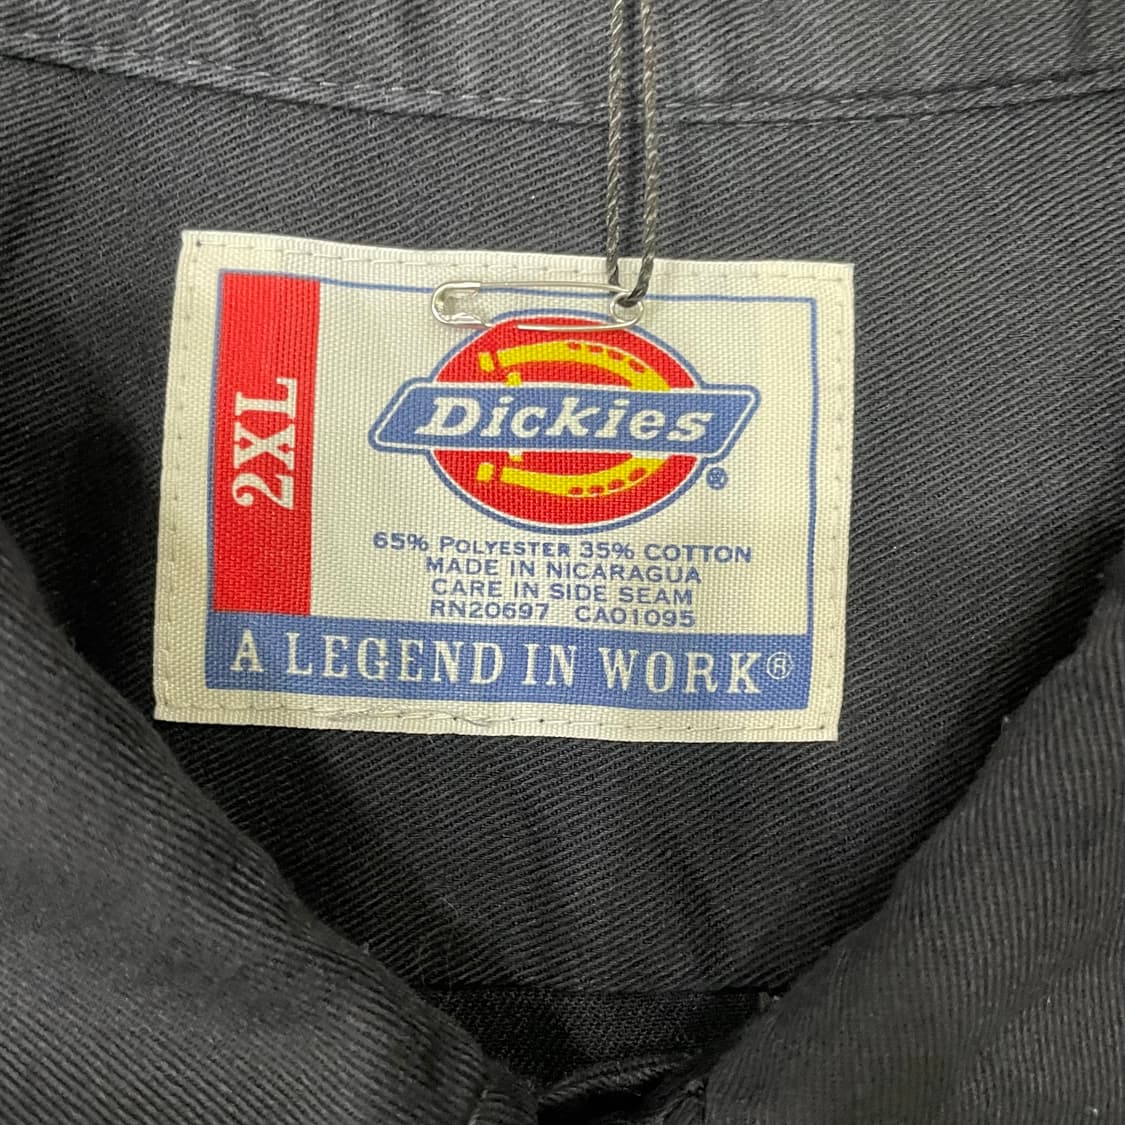 2XL
Dickies®
65% POLYESTER 35% COTTON
MADE IN NICARAGUA
CARE IN SIDE SEAM
RN20697 CA01095
A LEGEND IN WORK®